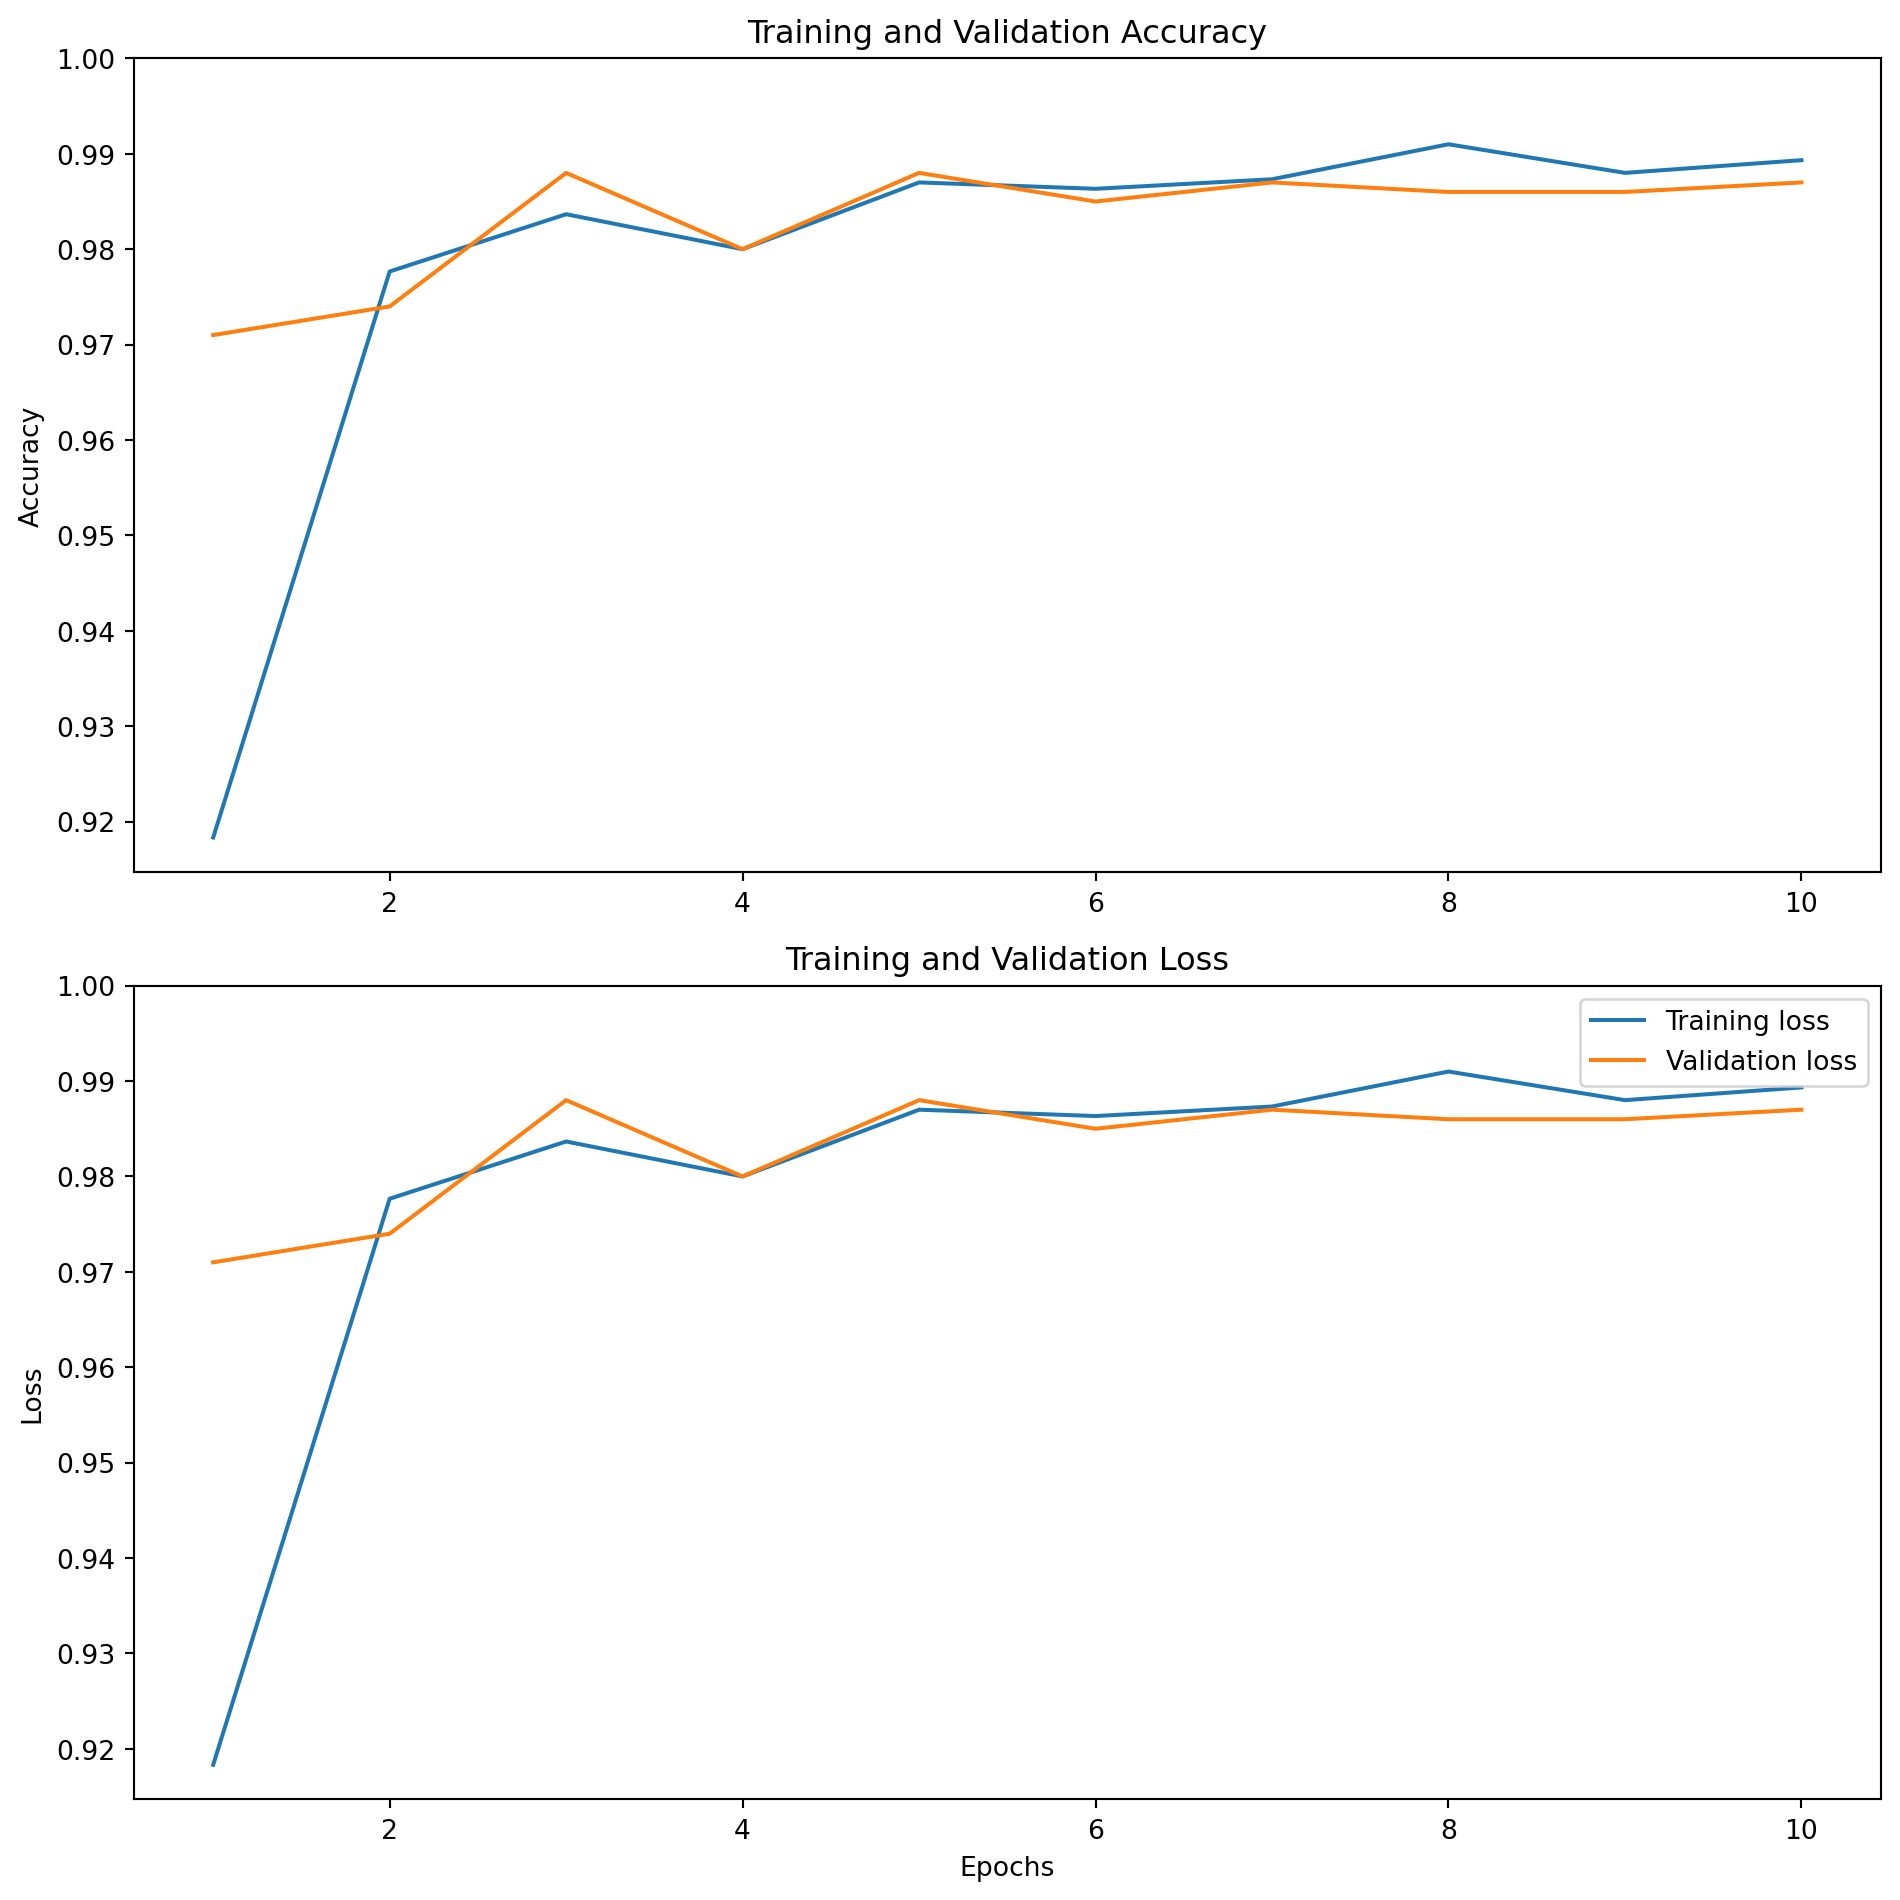 Training and Validation Accuracy
1.00
0.99
0.98
0.97
0.96
0.95
0.94
0.93
0.92
Accuracy
2 4 6 8 10
Training and Validation Loss
1.00
0.99
0.98
0.97
0.96
0.95
0.94
0.93
0.92
Loss
Training loss
Validation loss
2 4 6 8 10
Epochs